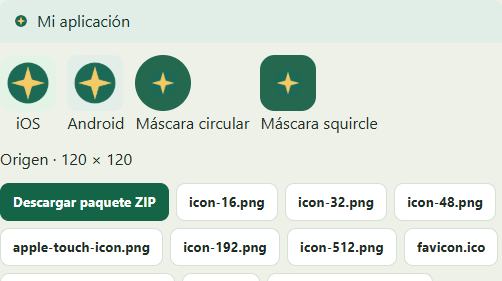 Mi aplicación
iOS Android Máscara circular Máscara squircle
Origen · 120 × 120
Descargar paquete ZIP icon-16.png icon-32.png icon-48.png
apple-touch-icon.png icon-192.png icon-512.png favicon.ico